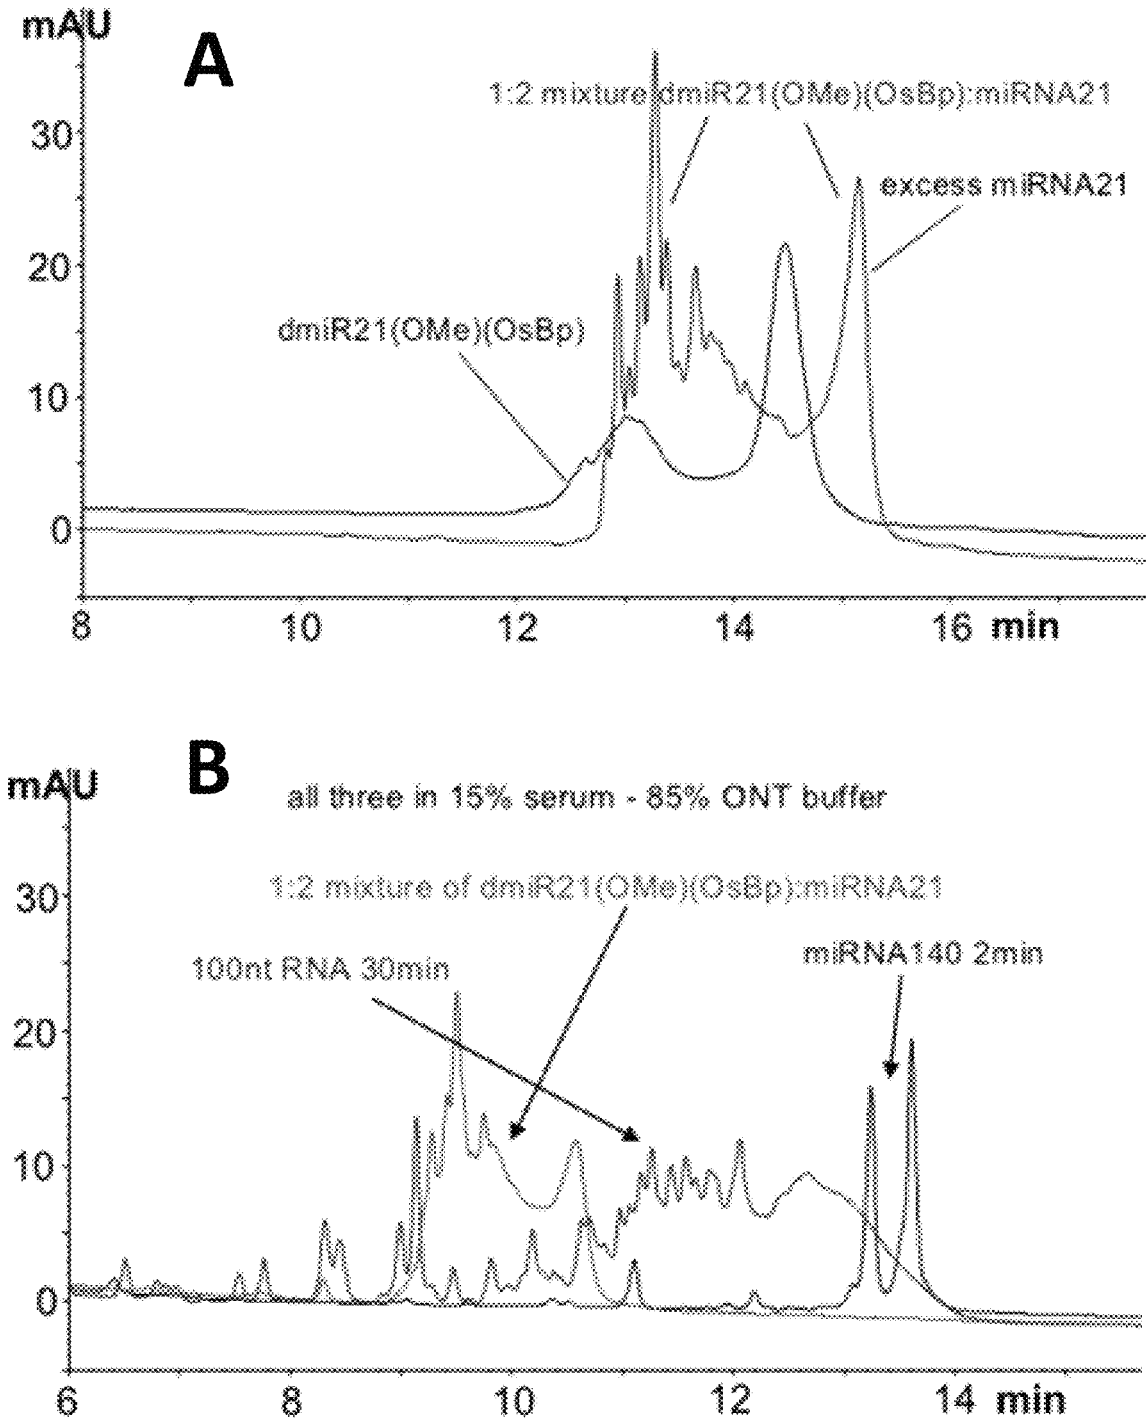 mAU
A
1:2 mixture dmiR21(OMe)(OsBp):miRNA21
30
excess miRNA21
20
dmiR21(OMe)(OsBp)
10
0
8 10 12 14 16 min
mAU
B
all three in 15% serum - 85% ONT buffer
1:2 mixture of dmiR21(OMe)(OsBp):miRNA21
30
miRNA140 2min
100nt RNA 30min
20
10
0
6 8 10 12 14 min